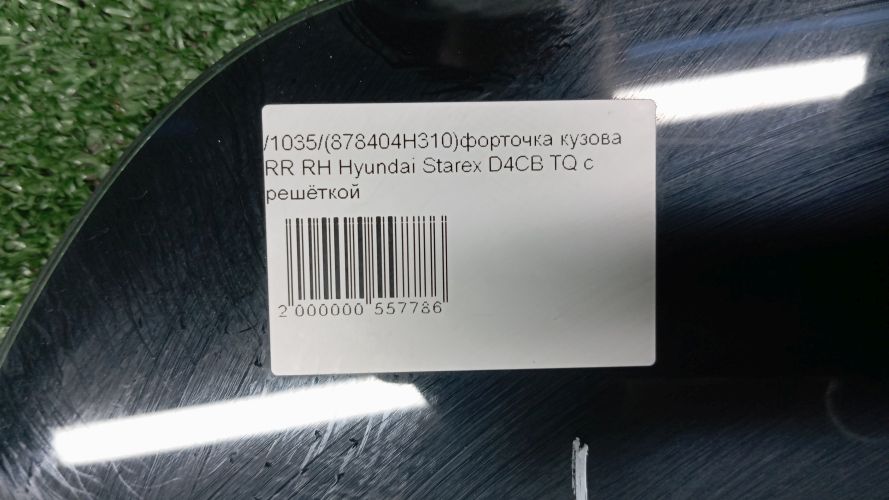 /1035/(878404H310)форточка кузова
RR RH Hyundai Starex D4CB TQ с
решёткой
2 000000 557786